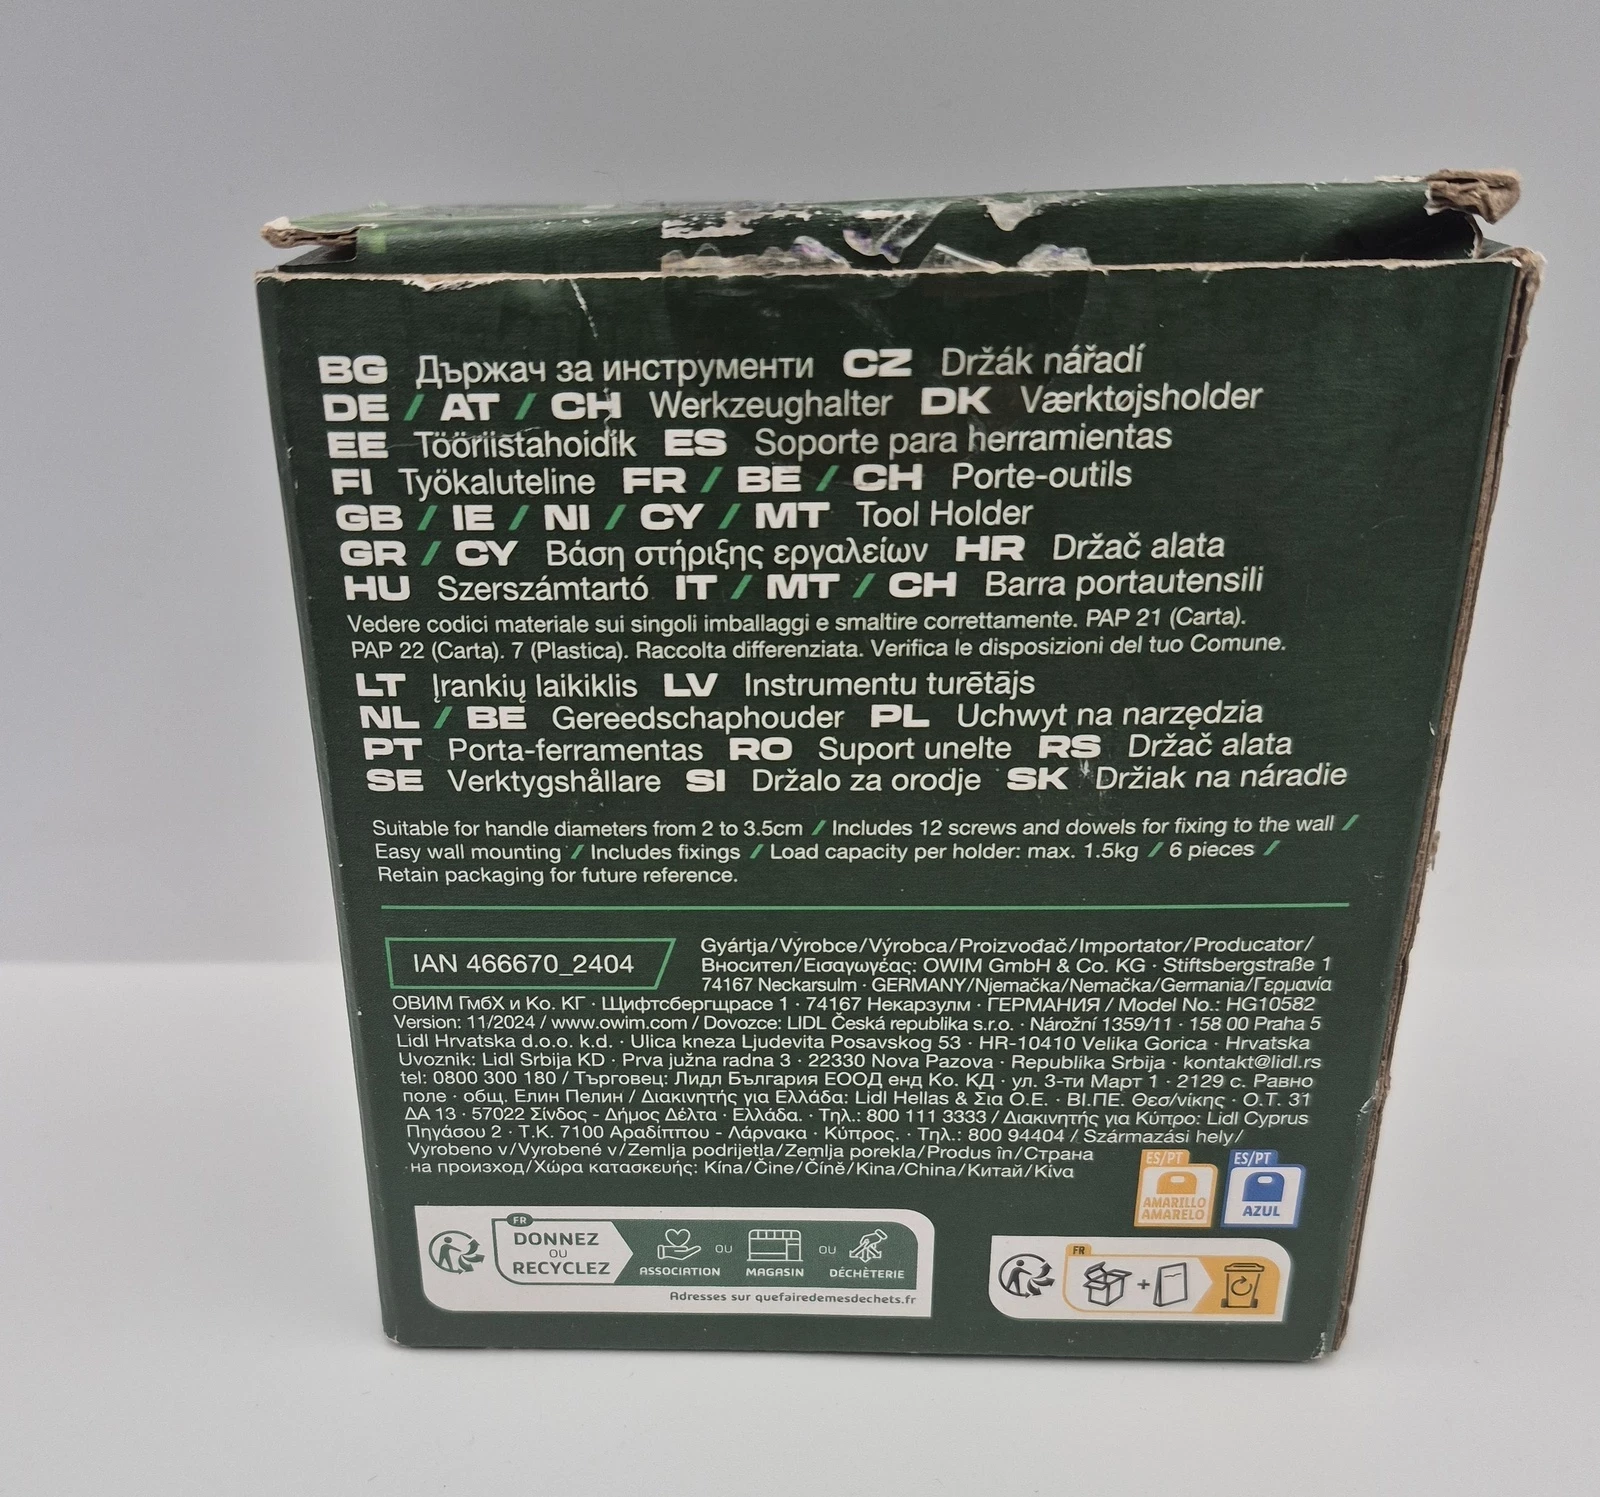 BG Държач за инструменти CZ Držák nářadí
DE / AT / CH Werkzeughalter DK Værktøjsholder
EE Tööriistahoidik ES Soporte para herramientas
FI Työkaluteline FR / BE / CH Porte-outils
GB / IE / NI / CY / MT Tool Holder
GR / CY Βάση στήριξης εργαλείων HR Držač alata
HU Szerszámtartó IT / MT / CH Barra portautensili
Vedere codici materiale sui singoli imballaggi e smaltire correttamente. PAP 21 (Carta).
PAP 22 (Carta). 7 (Plastica). Raccolta differenziata. Verifica le disposizioni del tuo Comune.
LT Įrankių laikiklis LV Instrumentu turētājs
NL / BE Gereedschaphouder PL Uchwyt na narzędzia
PT Porta-ferramentas RO Suport unelte RS Držač alata
SE Verktygshållare SI Držalo za orodje SK Držiak na náradie
Suitable for handle diameters from 2 to 3.5cm / Includes 12 screws and dowels for fixing to the wall /
Easy wall mounting / Includes fixings / Load capacity per holder: max. 1.5kg / 6 pieces /
Retain packaging for future reference.
IAN 466670_2404
Gyártja/Výrobce/Výrobca/Proizvođač/Importator/Producator/
Вносител/Εισαγωγέας: OWIM GmbH & Co. KG · Stiftsbergstraße 1
74167 Neckarsulm · GERMANY/Njemačka/Nemačka/Germania/Γερμανία
ОВИМ ГмбХ и Ко. КГ · Щифтсбергщрасе 1 · 74167 Некарзулм · ГЕРМАНИЯ / Model No.: HG10582
Version: 11/2024 / www.owim.com / Dovozce: LIDL Česká republika s.r.o. · Nárožní 1359/11 · 158 00 Praha 5
Lidl Hrvatska d.o.o. k.d. · Ulica kneza Ljudevita Posavskog 53 · HR-10410 Velika Gorica · Hrvatska
Uvoznik: Lidl Srbija KD · Prva južna radna 3 · 22330 Nova Pazova · Republika Srbija · kontakt@lidl.rs
tel: 0800 300 180 / Търговец: Лидл България ЕООД енд Ко. КД · ул. 3-ти Март 1 · 2129 с. Равно
поле · общ. Елин Пелин / Διακινητής για Ελλάδα: Lidl Hellas & Σια Ο.Ε. · ΒΙ.ΠΕ. Θεσ/νίκης · Ο.Τ. 31
ΔΑ 13 · 57022 Σίνδος - Δήμος Δέλτα · Ελλάδα. · Τηλ.: 800 111 3333 / Διακινητής για Κύπρο: Lidl Cyprus
Πηγάσου 2 · Τ.Κ. 7100 Αραδίππου - Λάρνακα · Κύπρος. · Τηλ.: 800 94404 / Származási hely/
Vyrobeno v/Vyrobené v/Zemlja podrijetla/Zemlja porekla/Produs în/Страна
на произход/Χώρα κατασκευής: Kína/Čine/Číně/Kina/China/Китай/Κίνα
ES/PT
AMARILLO
AMARELO
ES/PT
AZUL
FR
DONNEZ
OU
RECYCLEZ
ASSOCIATION OU MAGASIN OU DÉCHÈTERIE
Adresses sur quefairedemesdechets.fr
FR
+